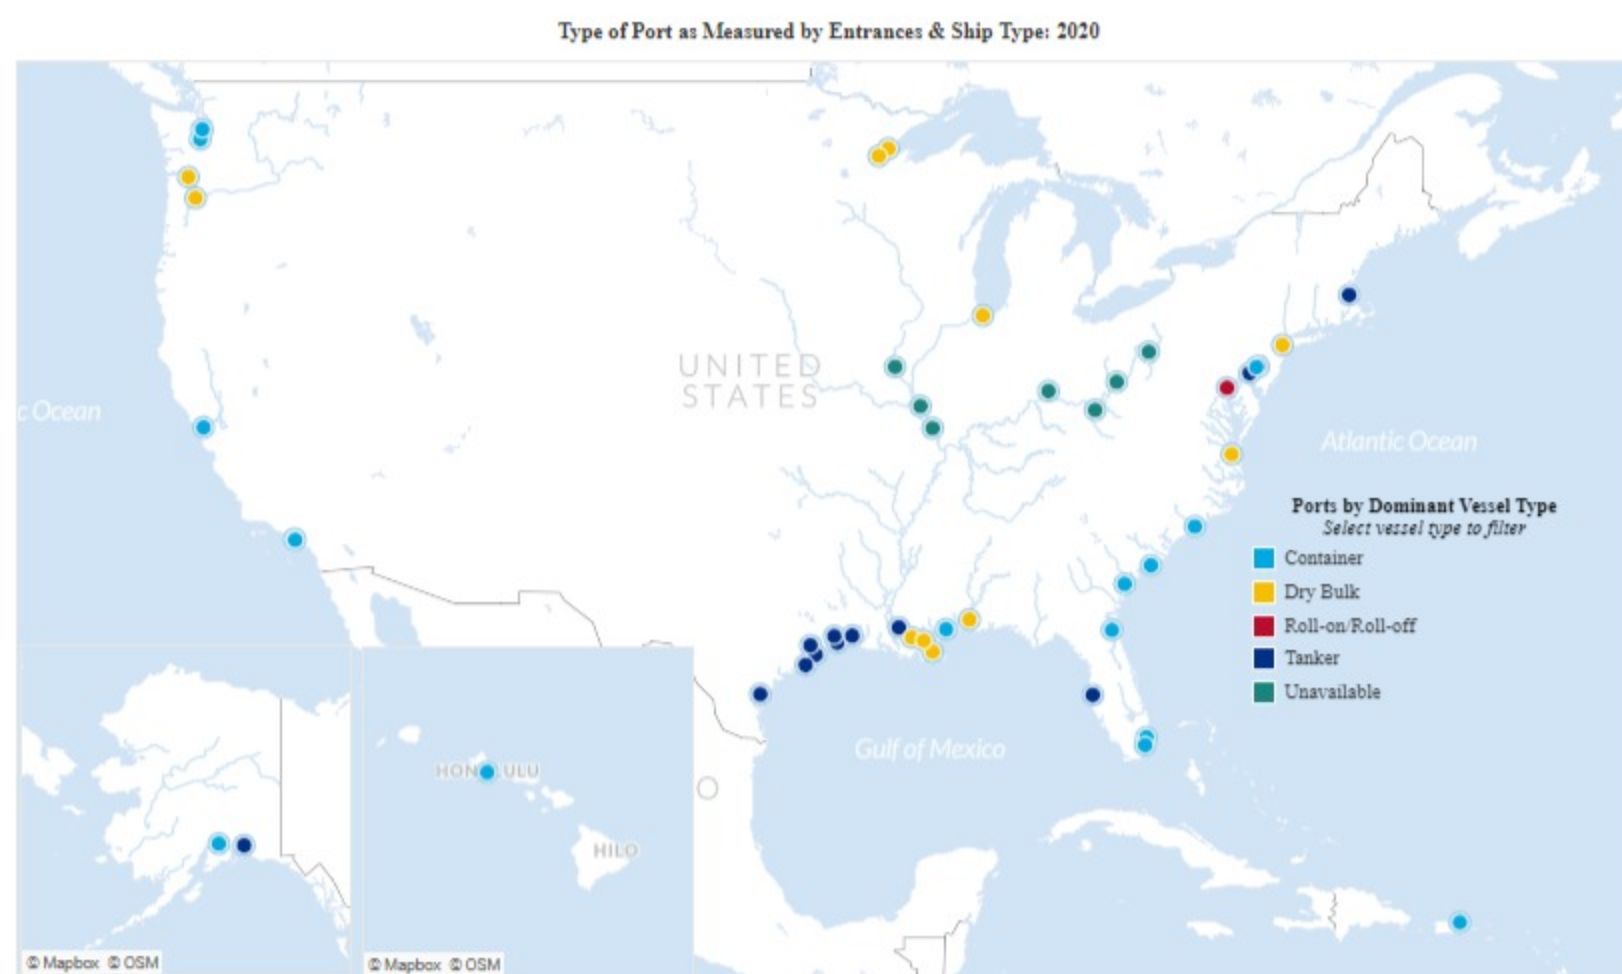 Type of Port as Measured by Entrances & Ship Type: 2020
UNITED
STATES
c Ocean
Atlantic Ocean
Ports by Dominant Vessel Type
Select vessel type to filter
Container
Dry Bulk
Roll-on/Roll-off
Tanker
Unavailable
Gulf of Mexico
HON ULU
O
HILO
© Mapbox © OSM
© Mapbox © OSM